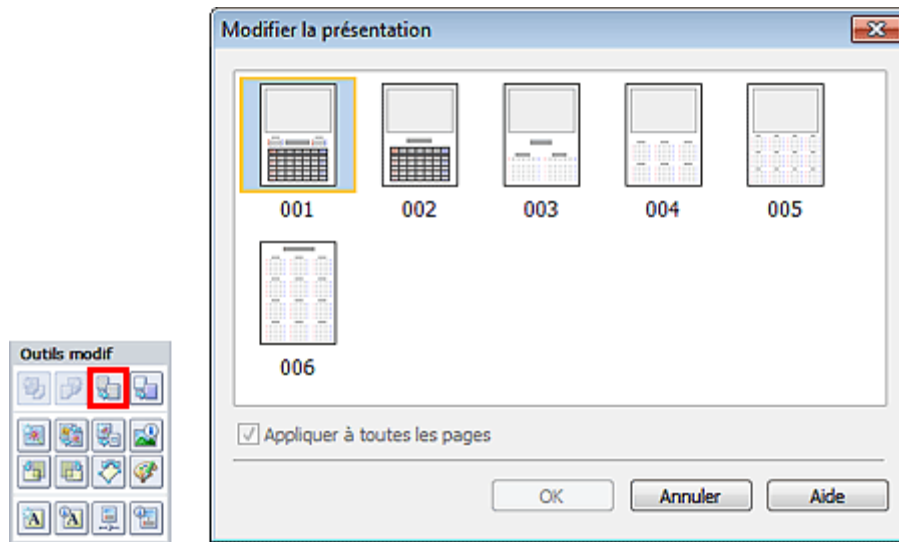 Modifier la présentation
001 002 003 004 005
006
Outils modif
Appliquer à toutes les pages
OK Annuler Aide